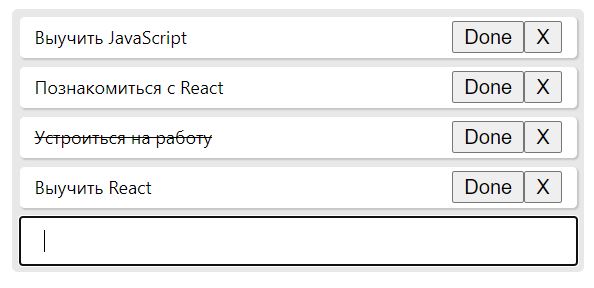 Выучить JavaScript Done X
Познакомиться с React Done X
Устроиться на работу Done X
Выучить React Done X